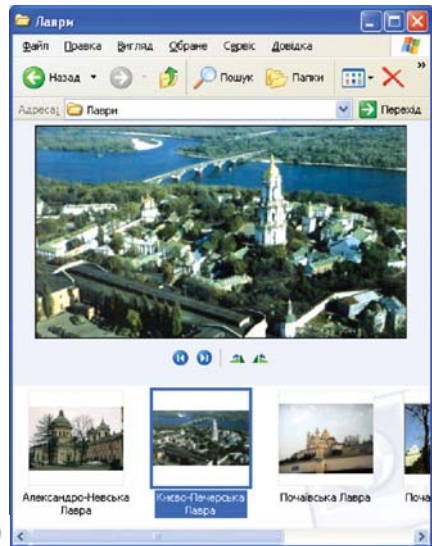 Лаври
Файл Правка Вигляд Обране Сервіс Довідка
Назад Пошук Папки »
Адреса: Лаври Перехід
Александро-Невська
Лавра
Києво-Печерська
Лавра
Почаївська Лавра
Поча